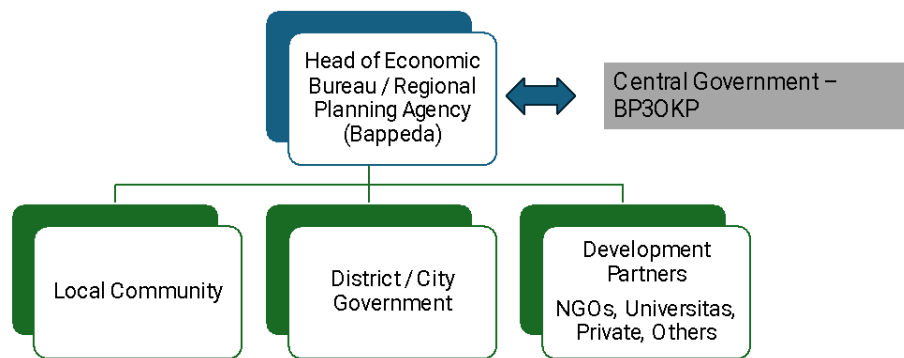 Head of Economic
Bureau / Regional
Planning Agency
(Bappeda)
Central Government –
BP3OKP
Local Community
District / City
Government
Development
Partners
NGOs, Universitas,
Private, Others